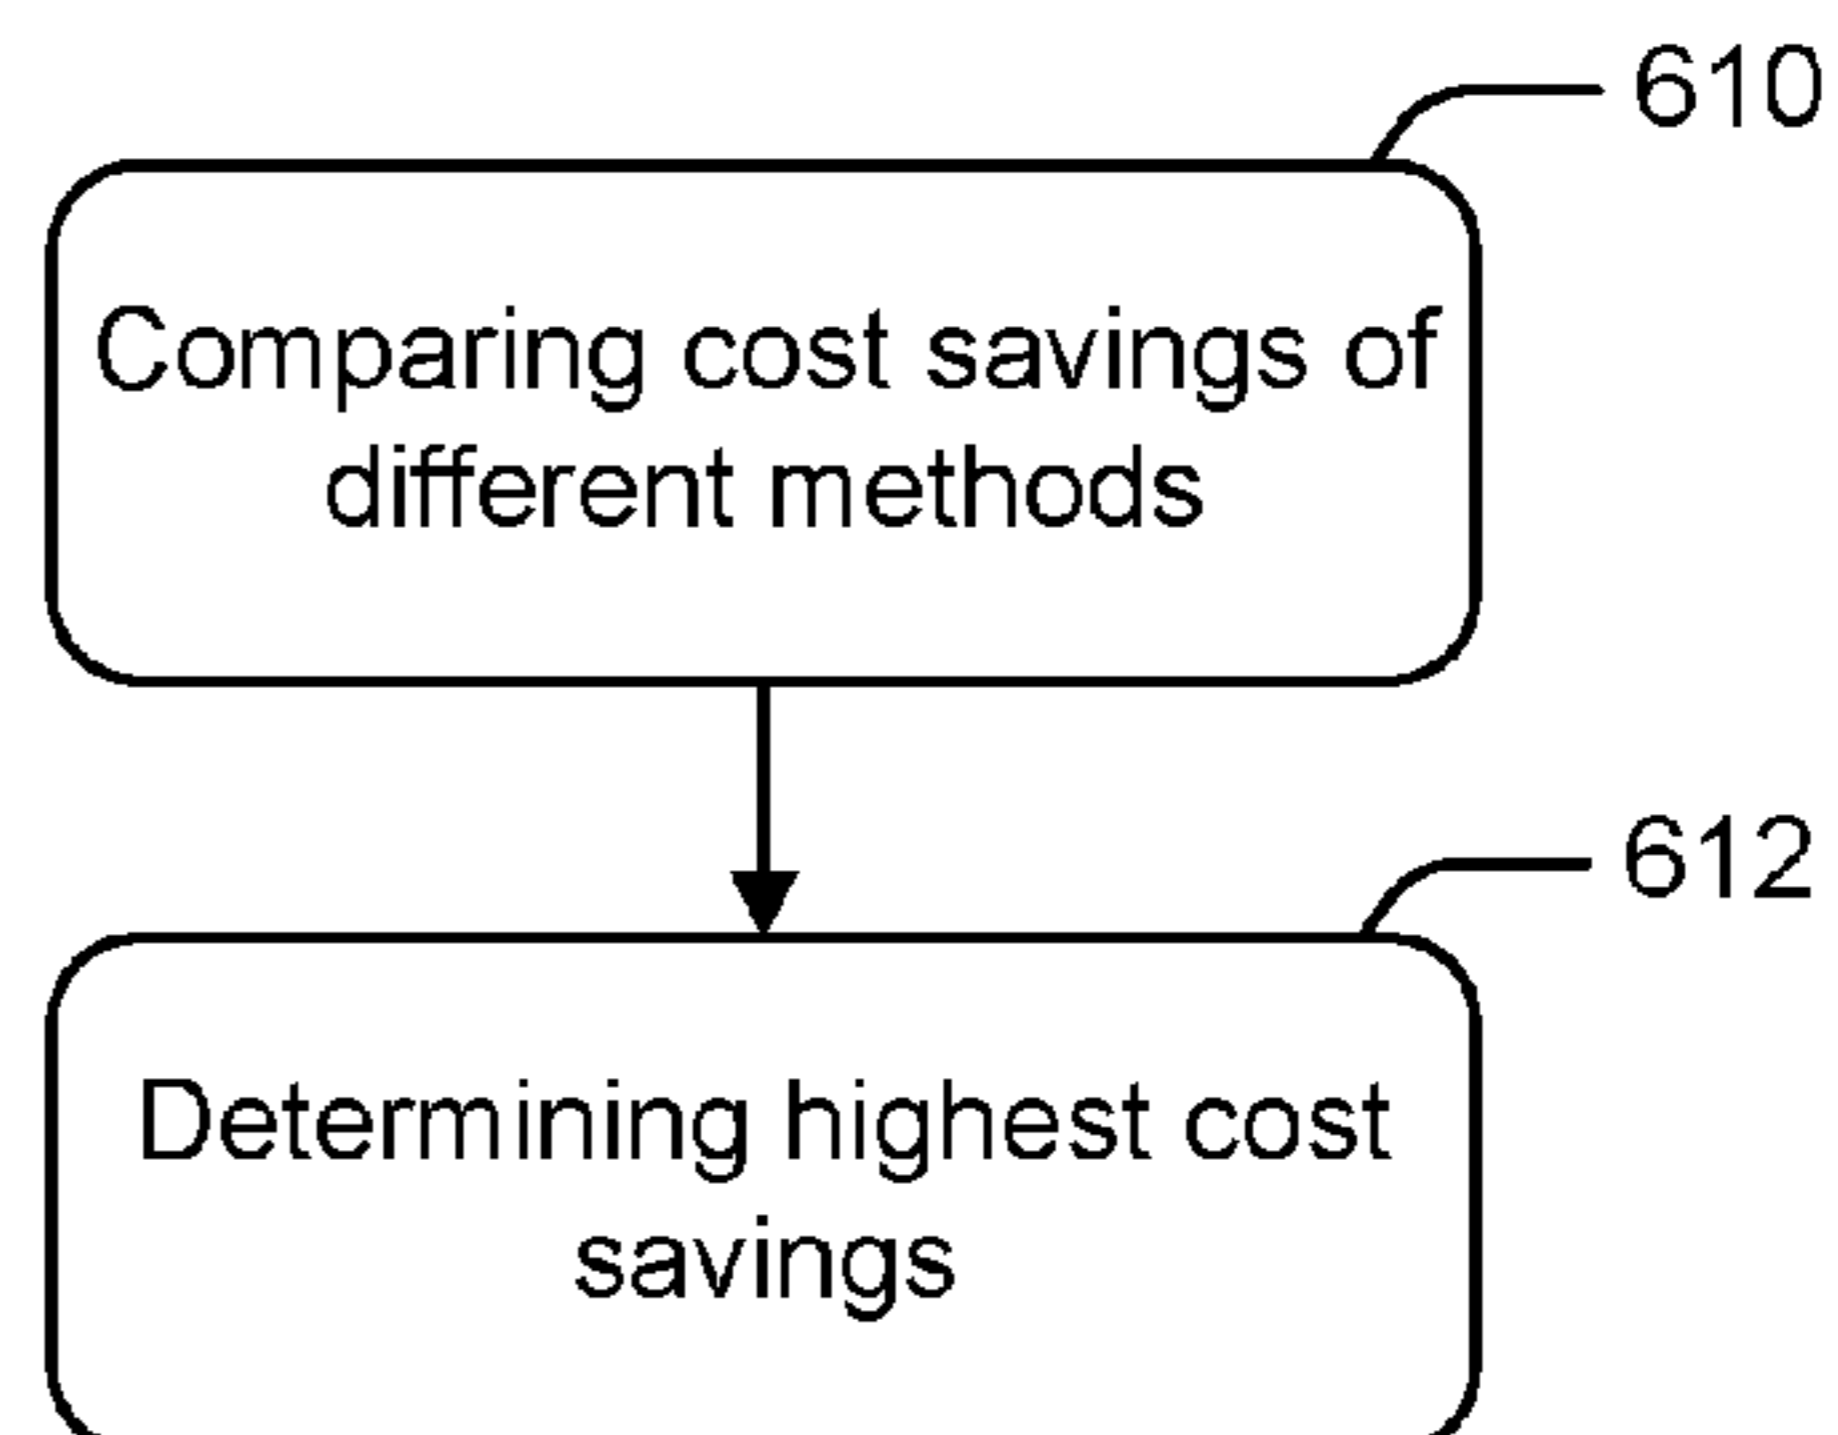 610
Comparing cost savings of
different methods
612
Determining highest cost
savings